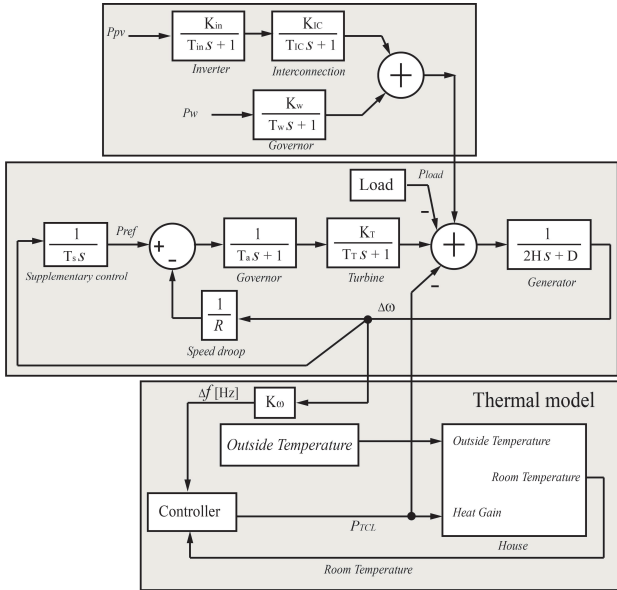 Ppv
Kin
Tin s + 1
Inverter
KIC
TIC s + 1
Interconnection
+
Pw
Kw
Tw s + 1
Governor
Load
Pload
−
1
Ts s
Supplementary control
Pref
+
−
1
Ta s + 1
Governor
KT
TT s + 1
Turbine
+
−
1
2H s + D
Generator
1
R
Speed droop
Δω
Δf [Hz]
Kω
Thermal model
Outside Temperature
Outside Temperature
Room Temperature
Heat Gain
House
Controller
PTCL
Room Temperature